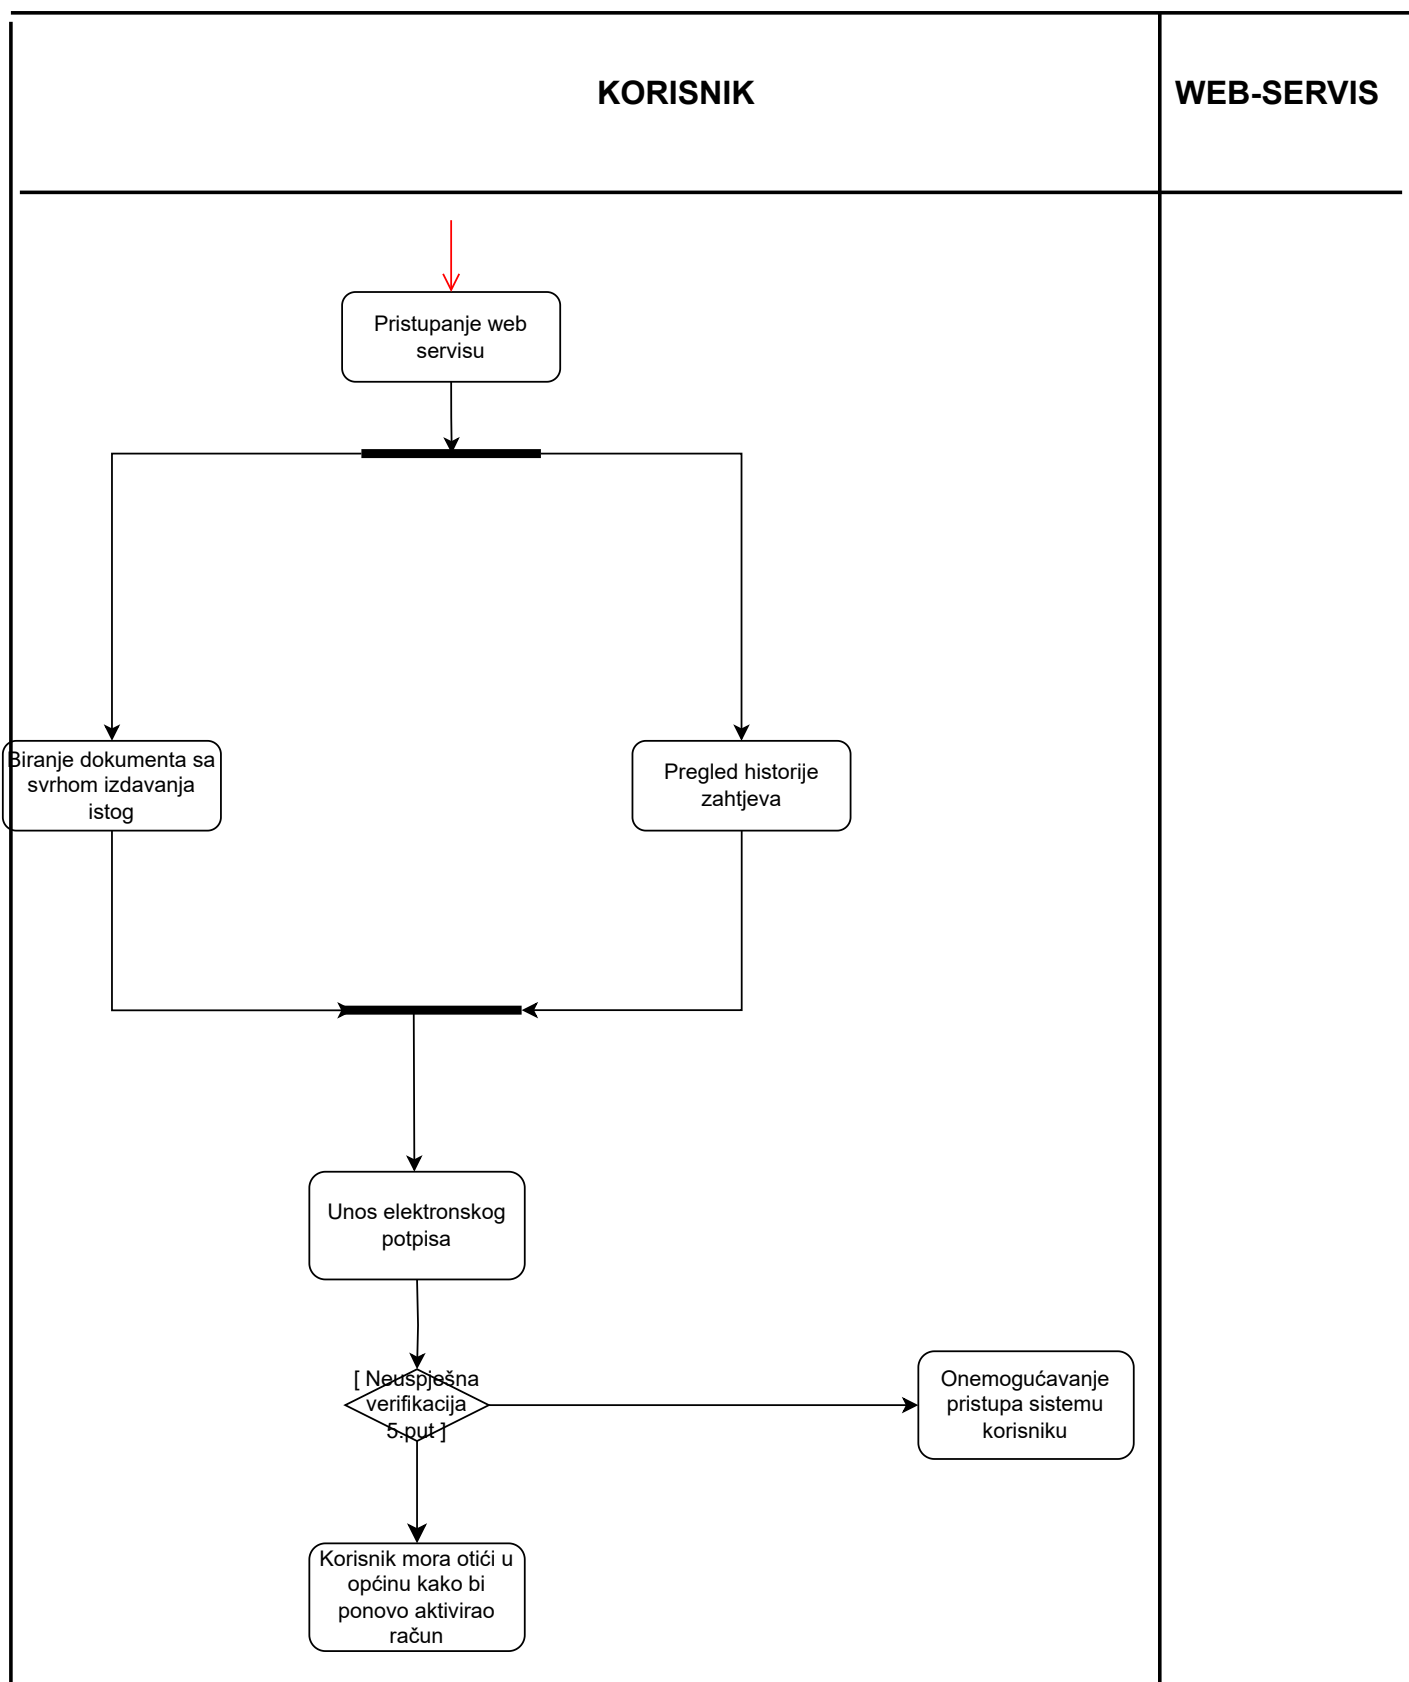 KORISNIK
WEB-SERVIS
Pristupanje web
servisu
Biranje dokumenta sa
svrhom izdavanja
istog
Pregled historije
zahtjeva
Unos elektronskog
potpisa
[ Neuspješna
verifikacija
5.put ]
Onemogućavanje
pristupa sistemu
korisniku
Korisnik mora otići u
općinu kako bi
ponovo aktivirao
račun